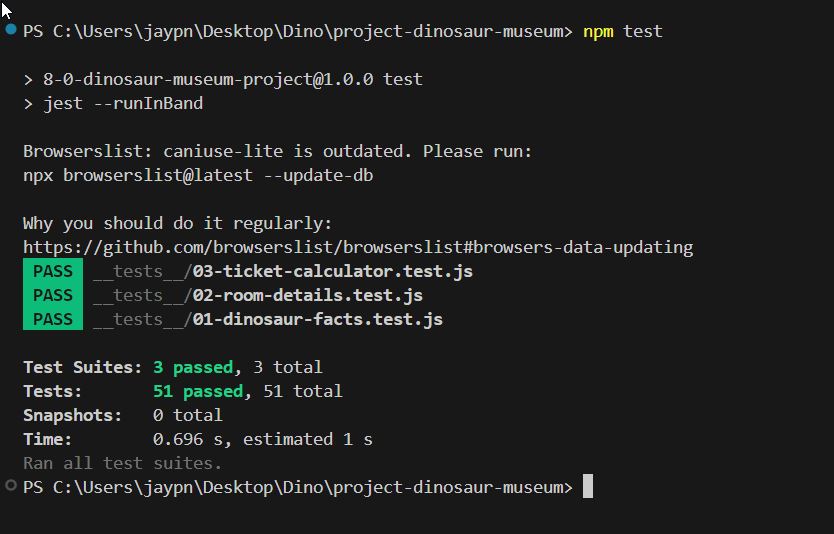 PS C:\Users\jaypn\Desktop\Dino\project-dinosaur-museum> npm test
> 8-0-dinosaur-museum-project@1.0.0 test
> jest --runInBand
Browserslist: caniuse-lite is outdated. Please run:
npx browserslist@latest --update-db
Why you should do it regularly:
https://github.com/browserslist/browserslist#browsers-data-updating
PASS __tests__/03-ticket-calculator.test.js
PASS __tests__/02-room-details.test.js
PASS __tests__/01-dinosaur-facts.test.js
Test Suites: 3 passed, 3 total
Tests: 51 passed, 51 total
Snapshots: 0 total
Time: 0.696 s, estimated 1 s
Ran all test suites.
PS C:\Users\jaypn\Desktop\Dino\project-dinosaur-museum>